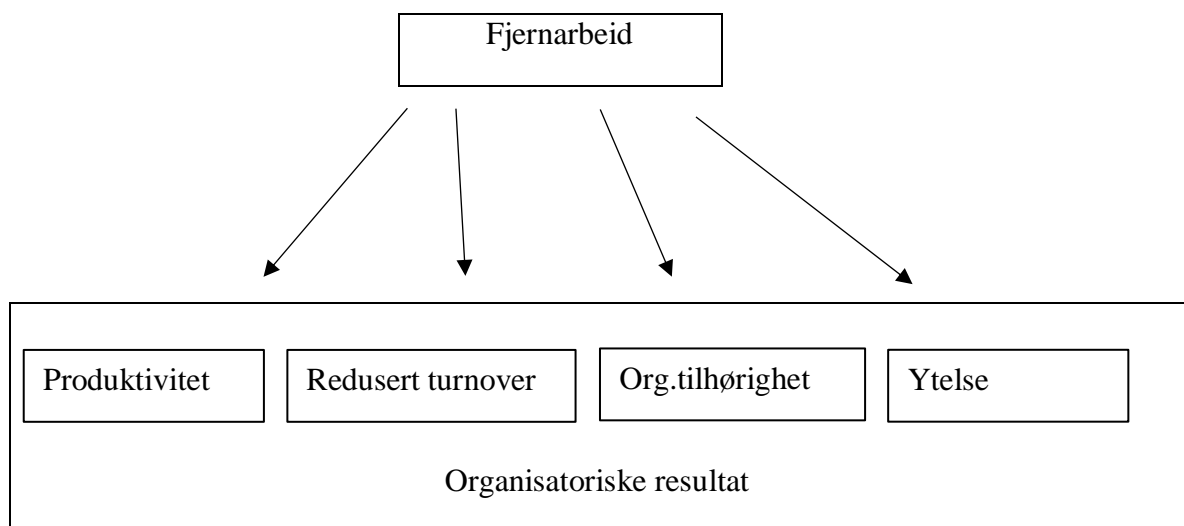 Fjernarbeid
Produktivitet
Redusert turnover
Org.tilhørighet
Ytelse
Organisatoriske resultat